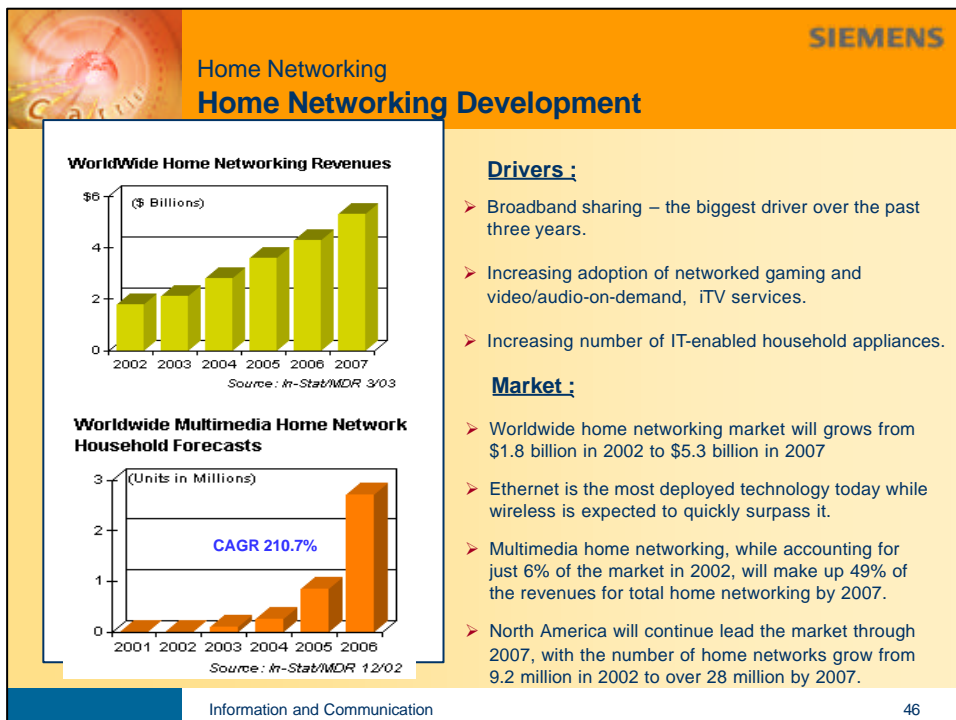 SIEMENS
Home Networking
Home Networking Development
WorldWide Home Networking Revenues
($ Billions)
$6
4
2
0
2002 2003 2004 2005 2006 2007
Source: In-Stat/MDR 3/03
Worldwide Multimedia Home Network
Household Forecasts
(Units in Millions)
3
2
1
0
CAGR 210.7%
2001 2002 2003 2004 2005 2006
Source: In-Stat/MDR 12/02
Drivers :
Broadband sharing – the biggest driver over the past
three years.
Increasing adoption of networked gaming and
video/audio-on-demand, iTV services.
Increasing number of IT-enabled household appliances.
Market :
Worldwide home networking market will grows from
$1.8 billion in 2002 to $5.3 billion in 2007
Ethernet is the most deployed technology today while
wireless is expected to quickly surpass it.
Multimedia home networking, while accounting for
just 6% of the market in 2002, will make up 49% of
the revenues for total home networking by 2007.
North America will continue lead the market through
2007, with the number of home networks grow from
9.2 million in 2002 to over 28 million by 2007.
Information and Communication
46